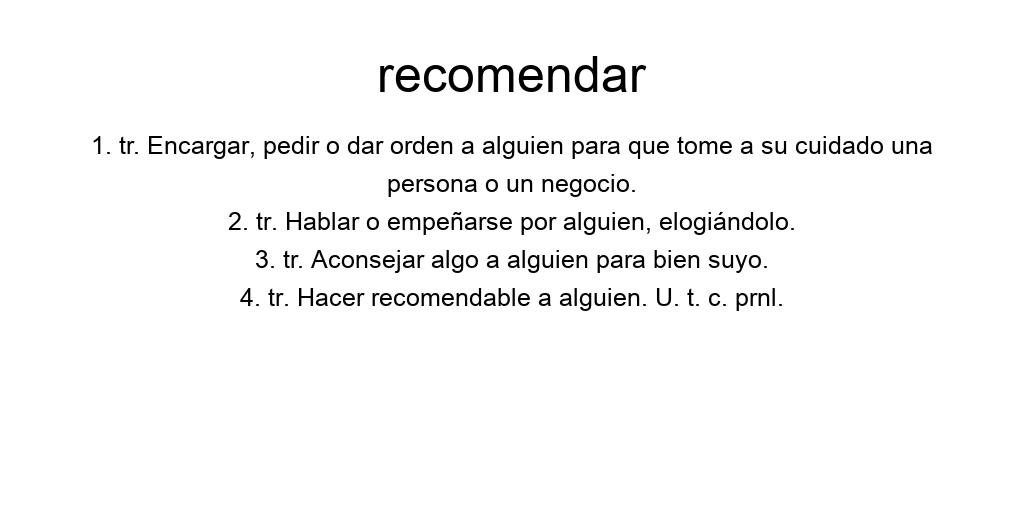 recomendar
1. tr. Encargar, pedir o dar orden a alguien para que tome a su cuidado una
persona o un negocio.
2. tr. Hablar o empeñarse por alguien, elogiándolo.
3. tr. Aconsejar algo a alguien para bien suyo.
4. tr. Hacer recomendable a alguien. U. t. c. prnl.